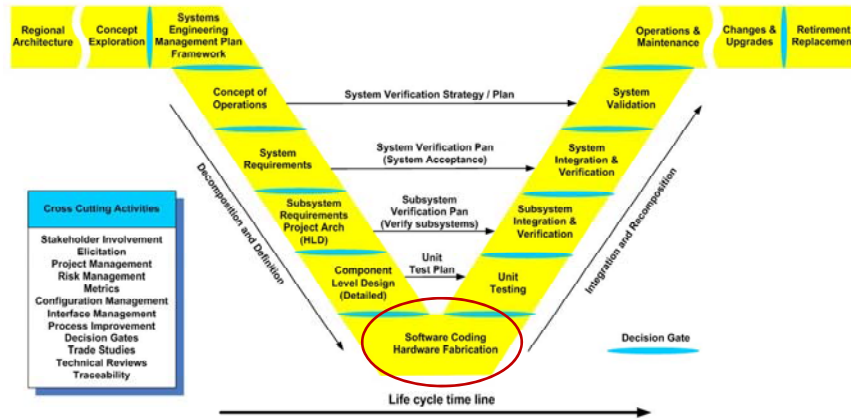 Regional
Architecture
Concept
Exploration
Systems
Engineering
Management Plan
Framework
Operations &
Maintenance
Changes &
Upgrades
Retirement
Replacement
Concept of
Operations
System Verification Strategy / Plan
System
Validation
System
Requirements
System Verification Pan
(System Acceptance)
System
Integration &
Verification
Subsystem
Requirements
Project Arch
(HLD)
Subsystem
Verification Pan
(Verify subsystems)
Subsystem
Integration &
Verification
Component
Level Design
(Detailed)
Unit
Test Plan
Unit
Testing
Software Coding
Hardware Fabrication
Decomposition and Definition
Integration and Recomposition
Cross Cutting Activities
Stakeholder Involvement
Elicitation
Project Management
Risk Management
Metrics
Configuration Management
Interface Management
Process Improvement
Decision Gates
Trade Studies
Technical Reviews
Traceability
Decision Gate
Life cycle time line